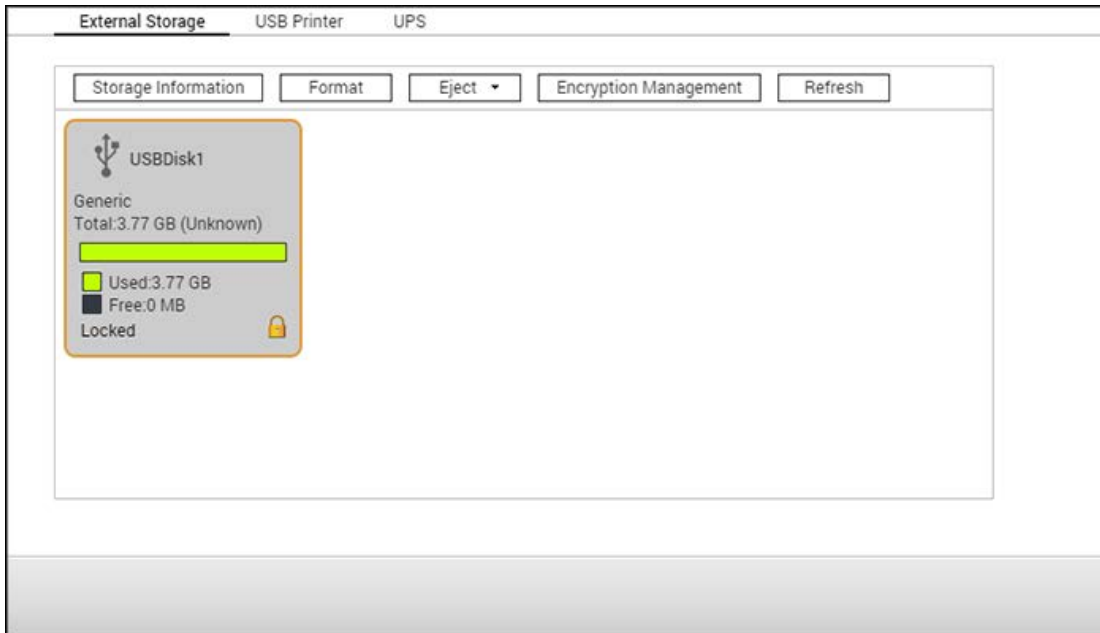 External Storage USB Printer UPS
Storage Information Format Eject Encryption Management Refresh
USBDisk1
Generic
Total:3.77 GB (Unknown)
Used:3.77 GB
Free:0 MB
Locked